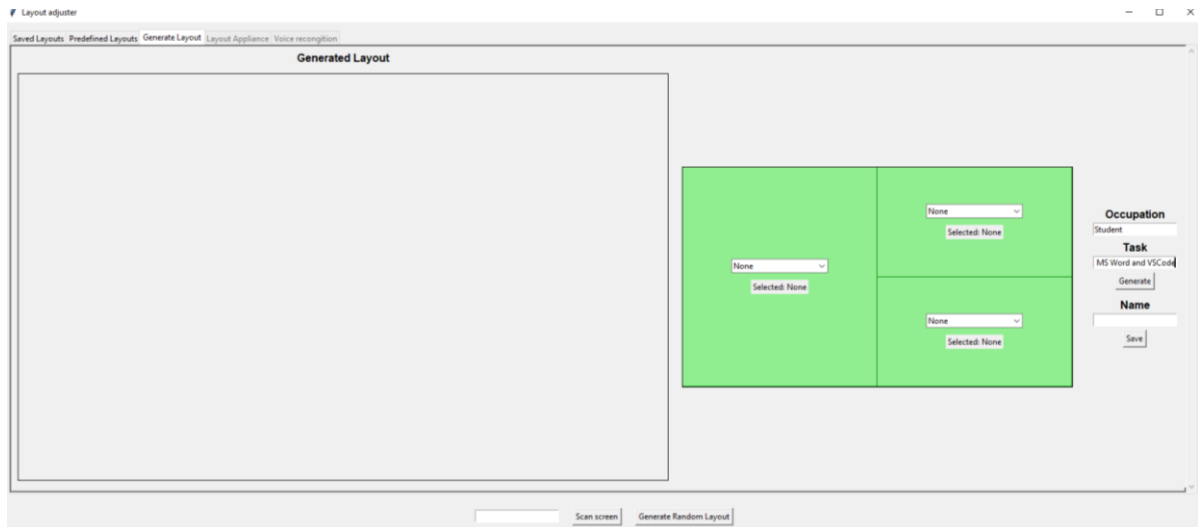 Layout adjuster
Saved Layouts Predefined Layouts Generate Layout Layout Appliance Voice recongition
Generated Layout
None
Selected: None
None
Selected: None
None
Selected: None
Occupation
Student
Task
MS Word and VSCode
Generate
Name
Save
Scan screen Generate Random Layout